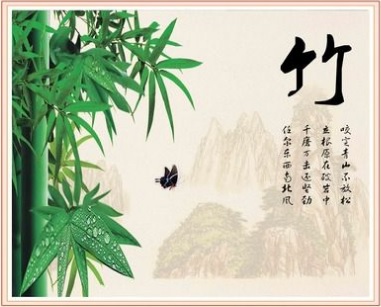 竹
咬定青山不放松
立根原在破岩中
千磨万击还坚劲
任尔东西南北風